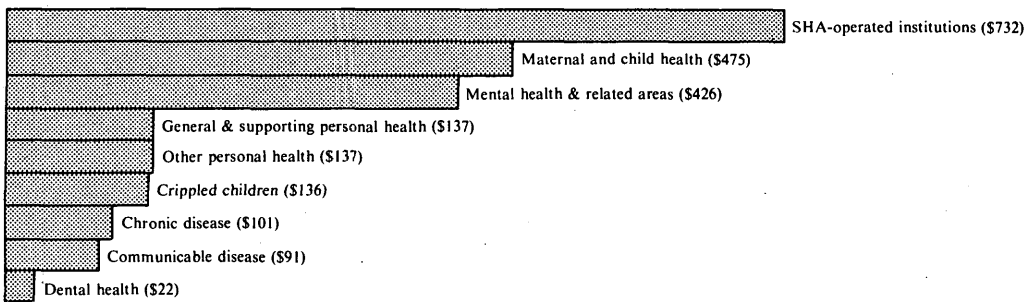 SHA-operated institutions ($732)
Maternal and child health ($475)
Mental health & related areas ($426)
General & supporting personal health ($137)
Other personal health ($137)
Crippled children ($136)
Chronic disease ($101)
Communicable disease ($91)
Dental health ($22)